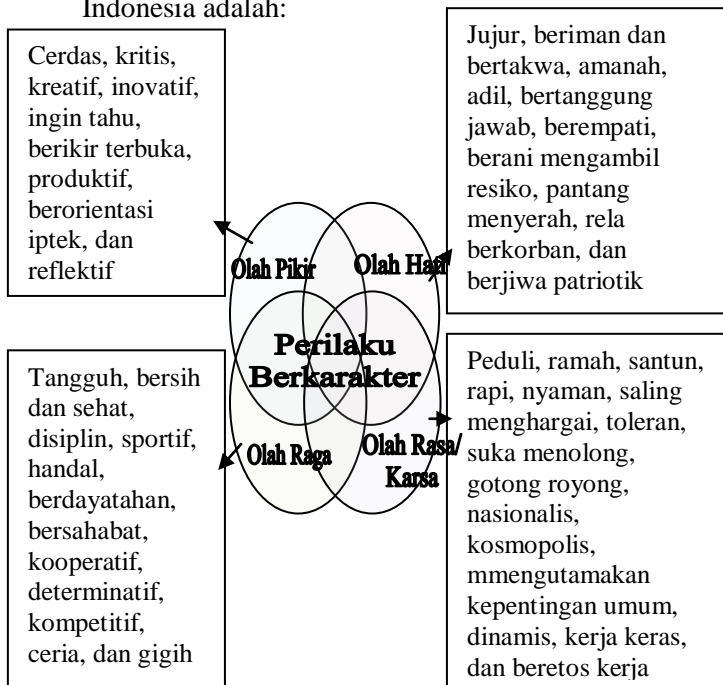 Indonesia adalah:
Cerdas, kritis,
kreatif, inovatif,
ingin tahu,
berikir terbuka,
produktif,
berorientasi
iptek, dan
reflektif
Jujur, beriman dan
bertakwa, amanah,
adil, bertanggung
jawab, berempati,
berani mengambil
resiko, pantang
menyerah, rela
berkorban, dan
berjiwa patriotik
Olah Pikir
Olah Hati
Perilaku
Berkarakter
Olah Raga
Olah Rasa/
Karsa
Tangguh, bersih
dan sehat,
disiplin, sportif,
handal,
berdayatahan,
bersahabat,
kooperatif,
determinatif,
kompetitif,
ceria, dan gigih
Peduli, ramah, santun,
rapi, nyaman, saling
menghargai, toleran,
suka menolong,
gotong royong,
nasionalis,
kosmopolis,
mmengutamakan
kepentingan umum,
dinamis, kerja keras,
dan beretos kerja